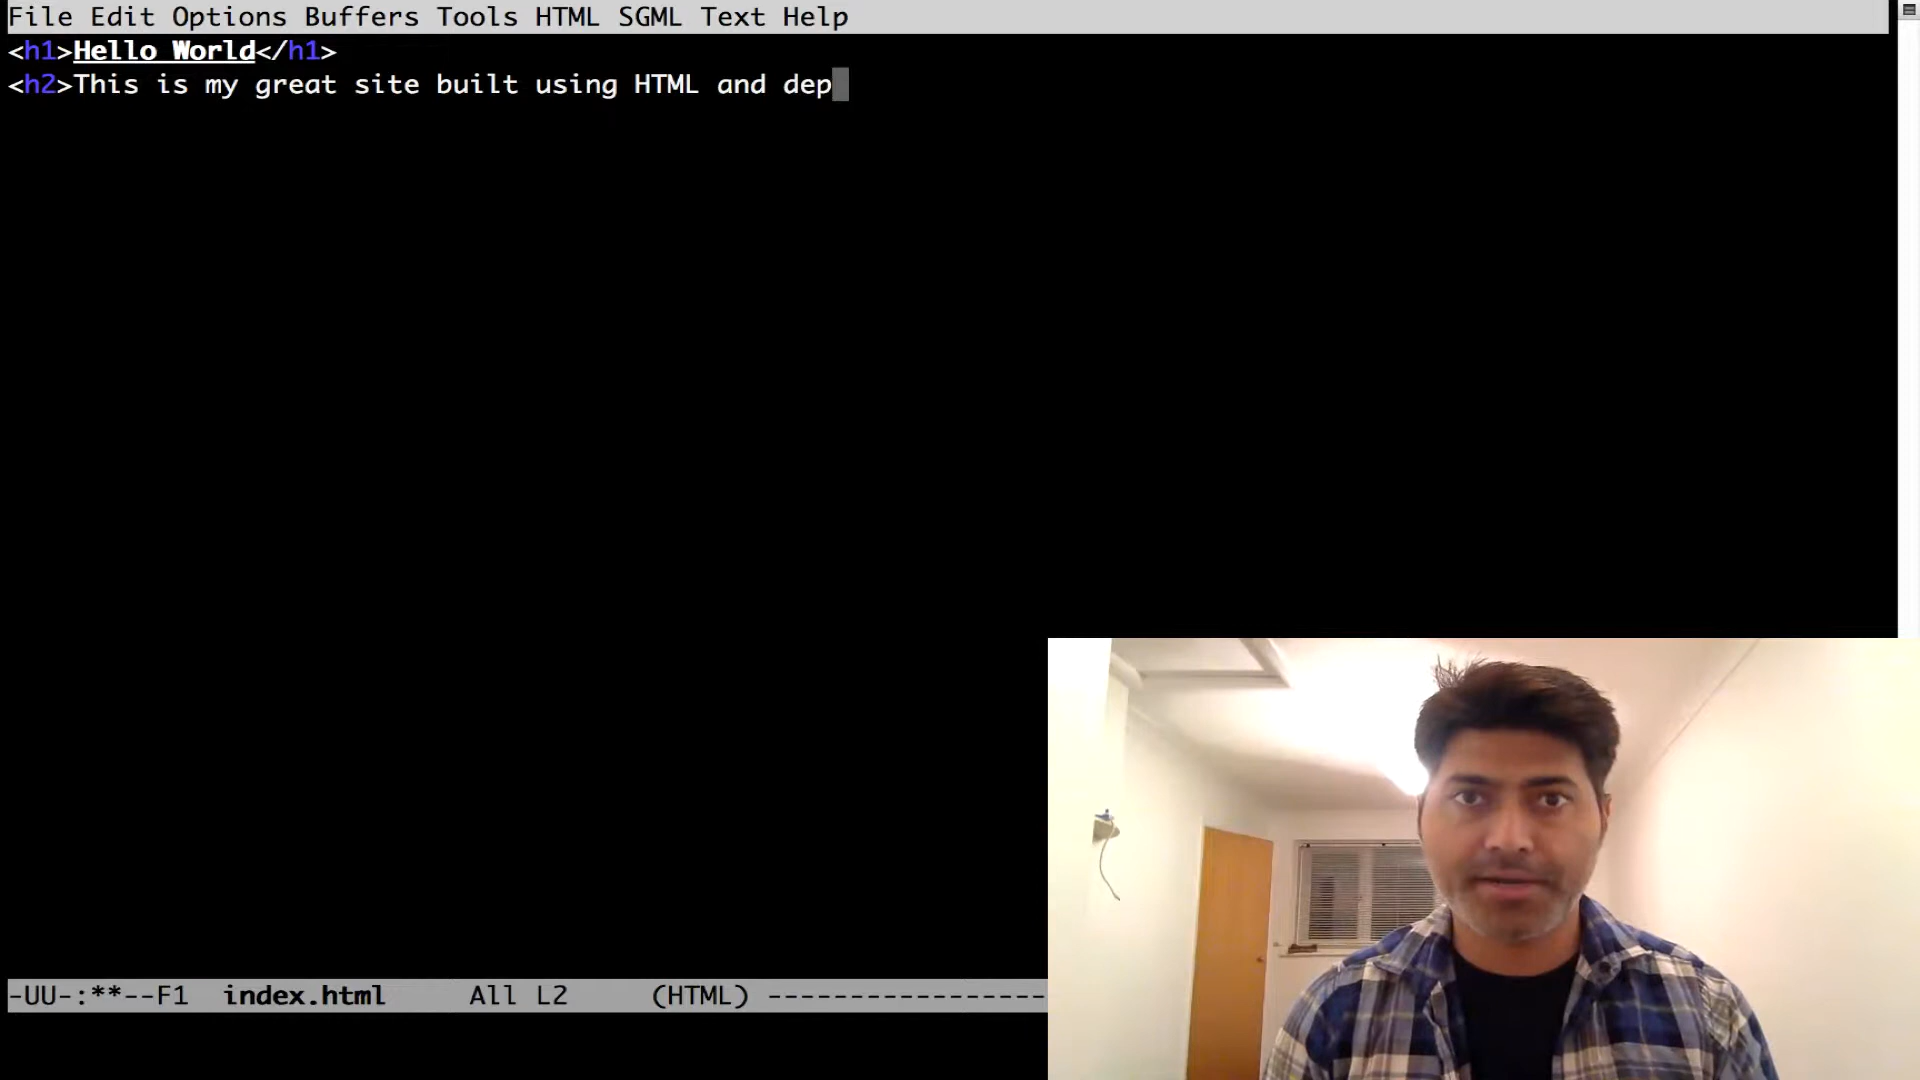 File Edit Options Buffers Tools HTML SGML Text Help
<h1>Hello World</h1>
<h2>This is my great site built using HTML and dep
-UU-:**--F1 index.html All L2 (HTML) -----------------